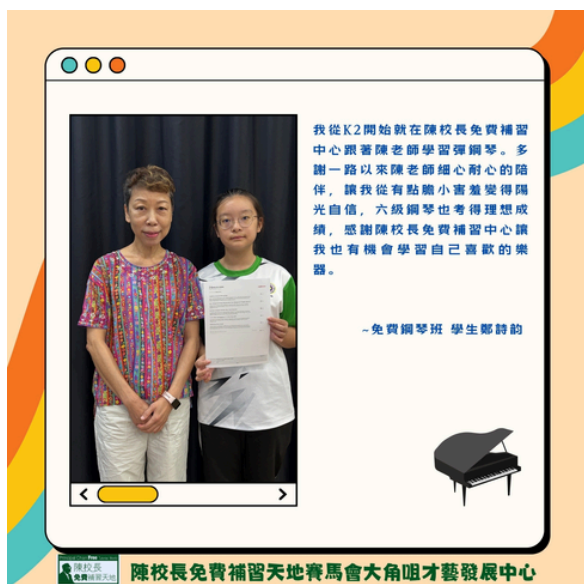 我從K2開始就在陳校長免費補習
中心跟著陳老師學習彈鋼琴。多
謝一路以來陳老師細心耐心的陪
伴，讓我從有點膽小害羞變得陽
光自信，六級鋼琴也考得理想成
績，感謝陳校長免費補習中心讓
我也有機會學習自己喜歡的樂
器。
~免費鋼琴班 學生鄭詩韵
陳校長
免費補習天地
陳校長免費補習天地賽馬會大角咀才藝發展中心